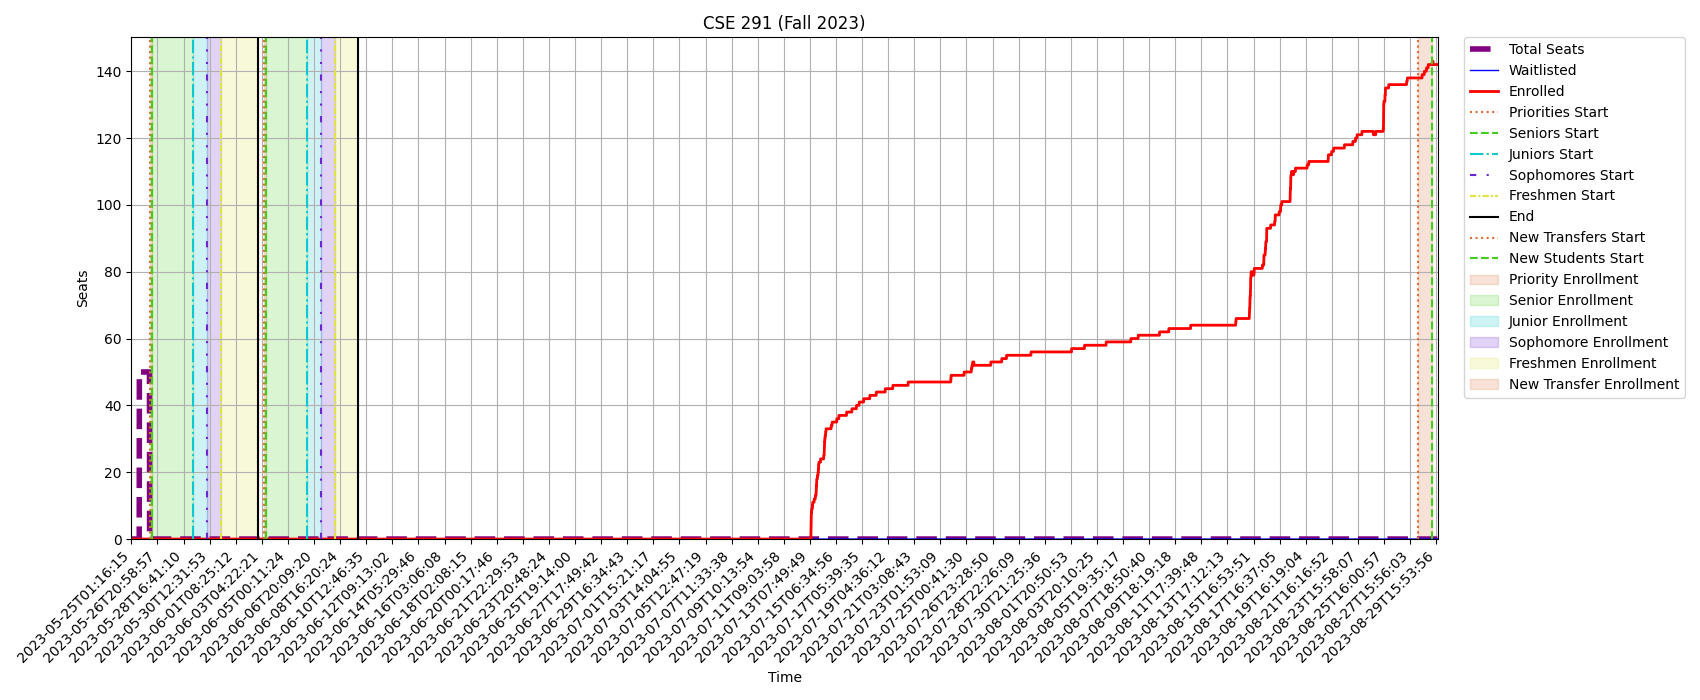 CSE 291 (Fall 2023)
Seats
0
20
40
60
80
100
120
140
2023-05-25T01:16:15
2023-05-26T20:58:57
2023-05-28T16:41:10
2023-05-30T12:31:53
2023-06-01T08:25:12
2023-06-03T04:22:21
2023-06-05T00:11:24
2023-06-06T20:09:20
2023-06-08T16:20:24
2023-06-10T12:46:35
2023-06-12T09:13:02
2023-06-14T05:29:46
2023-06-16T03:06:08
2023-06-18T02:08:15
2023-06-20T00:17:46
2023-06-21T22:29:53
2023-06-23T20:48:24
2023-06-25T19:14:00
2023-06-27T17:49:42
2023-06-29T16:34:43
2023-07-01T15:21:17
2023-07-03T14:04:55
2023-07-05T12:47:19
2023-07-07T11:33:38
2023-07-09T10:13:54
2023-07-11T09:03:58
2023-07-13T07:49:49
2023-07-15T06:34:56
2023-07-17T05:39:35
2023-07-19T04:36:12
2023-07-21T03:08:43
2023-07-23T01:53:09
2023-07-25T00:41:30
2023-07-26T23:28:50
2023-07-28T22:26:09
2023-07-30T21:25:36
2023-08-01T20:50:53
2023-08-03T20:10:25
2023-08-05T19:35:17
2023-08-07T18:50:40
2023-08-09T18:19:18
2023-08-11T17:39:48
2023-08-13T17:12:13
2023-08-15T16:53:51
2023-08-17T16:37:05
2023-08-19T16:19:04
2023-08-21T16:16:52
2023-08-23T15:58:07
2023-08-25T16:00:57
2023-08-27T15:56:03
2023-08-29T15:53:56
Time
Total Seats
Waitlisted
Enrolled
Priorities Start
Seniors Start
Juniors Start
Sophomores Start
Freshmen Start
End
New Transfers Start
New Students Start
Priority Enrollment
Senior Enrollment
Junior Enrollment
Sophomore Enrollment
Freshmen Enrollment
New Transfer Enrollment